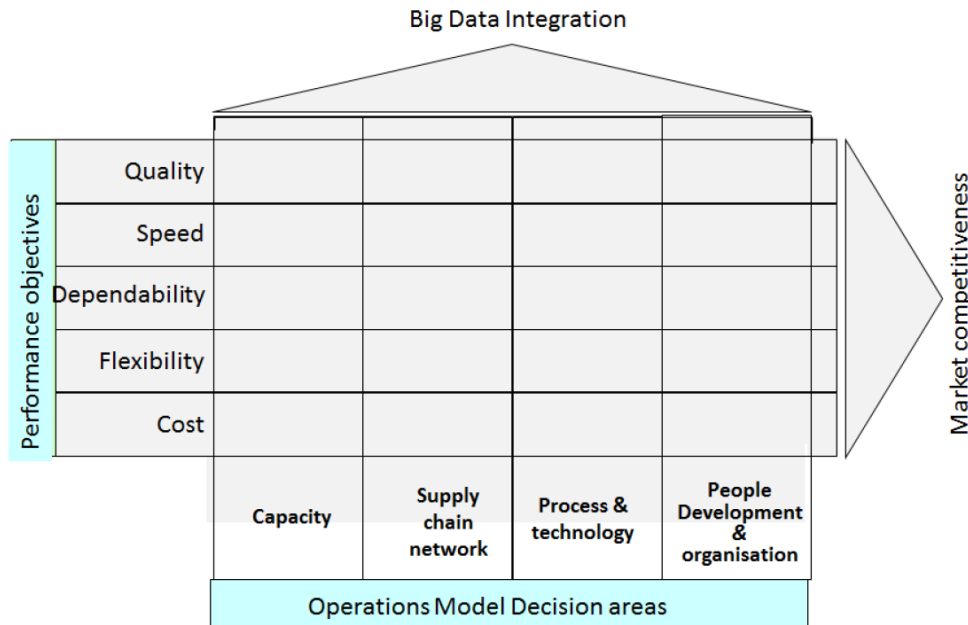 Big Data Integration
Performance objectives
Quality
Speed
Dependability
Flexibility
Cost
Market competitiveness
Capacity
Supply
chain
network
Process &
technology
People
Development
&
organisation
Operations Model Decision areas